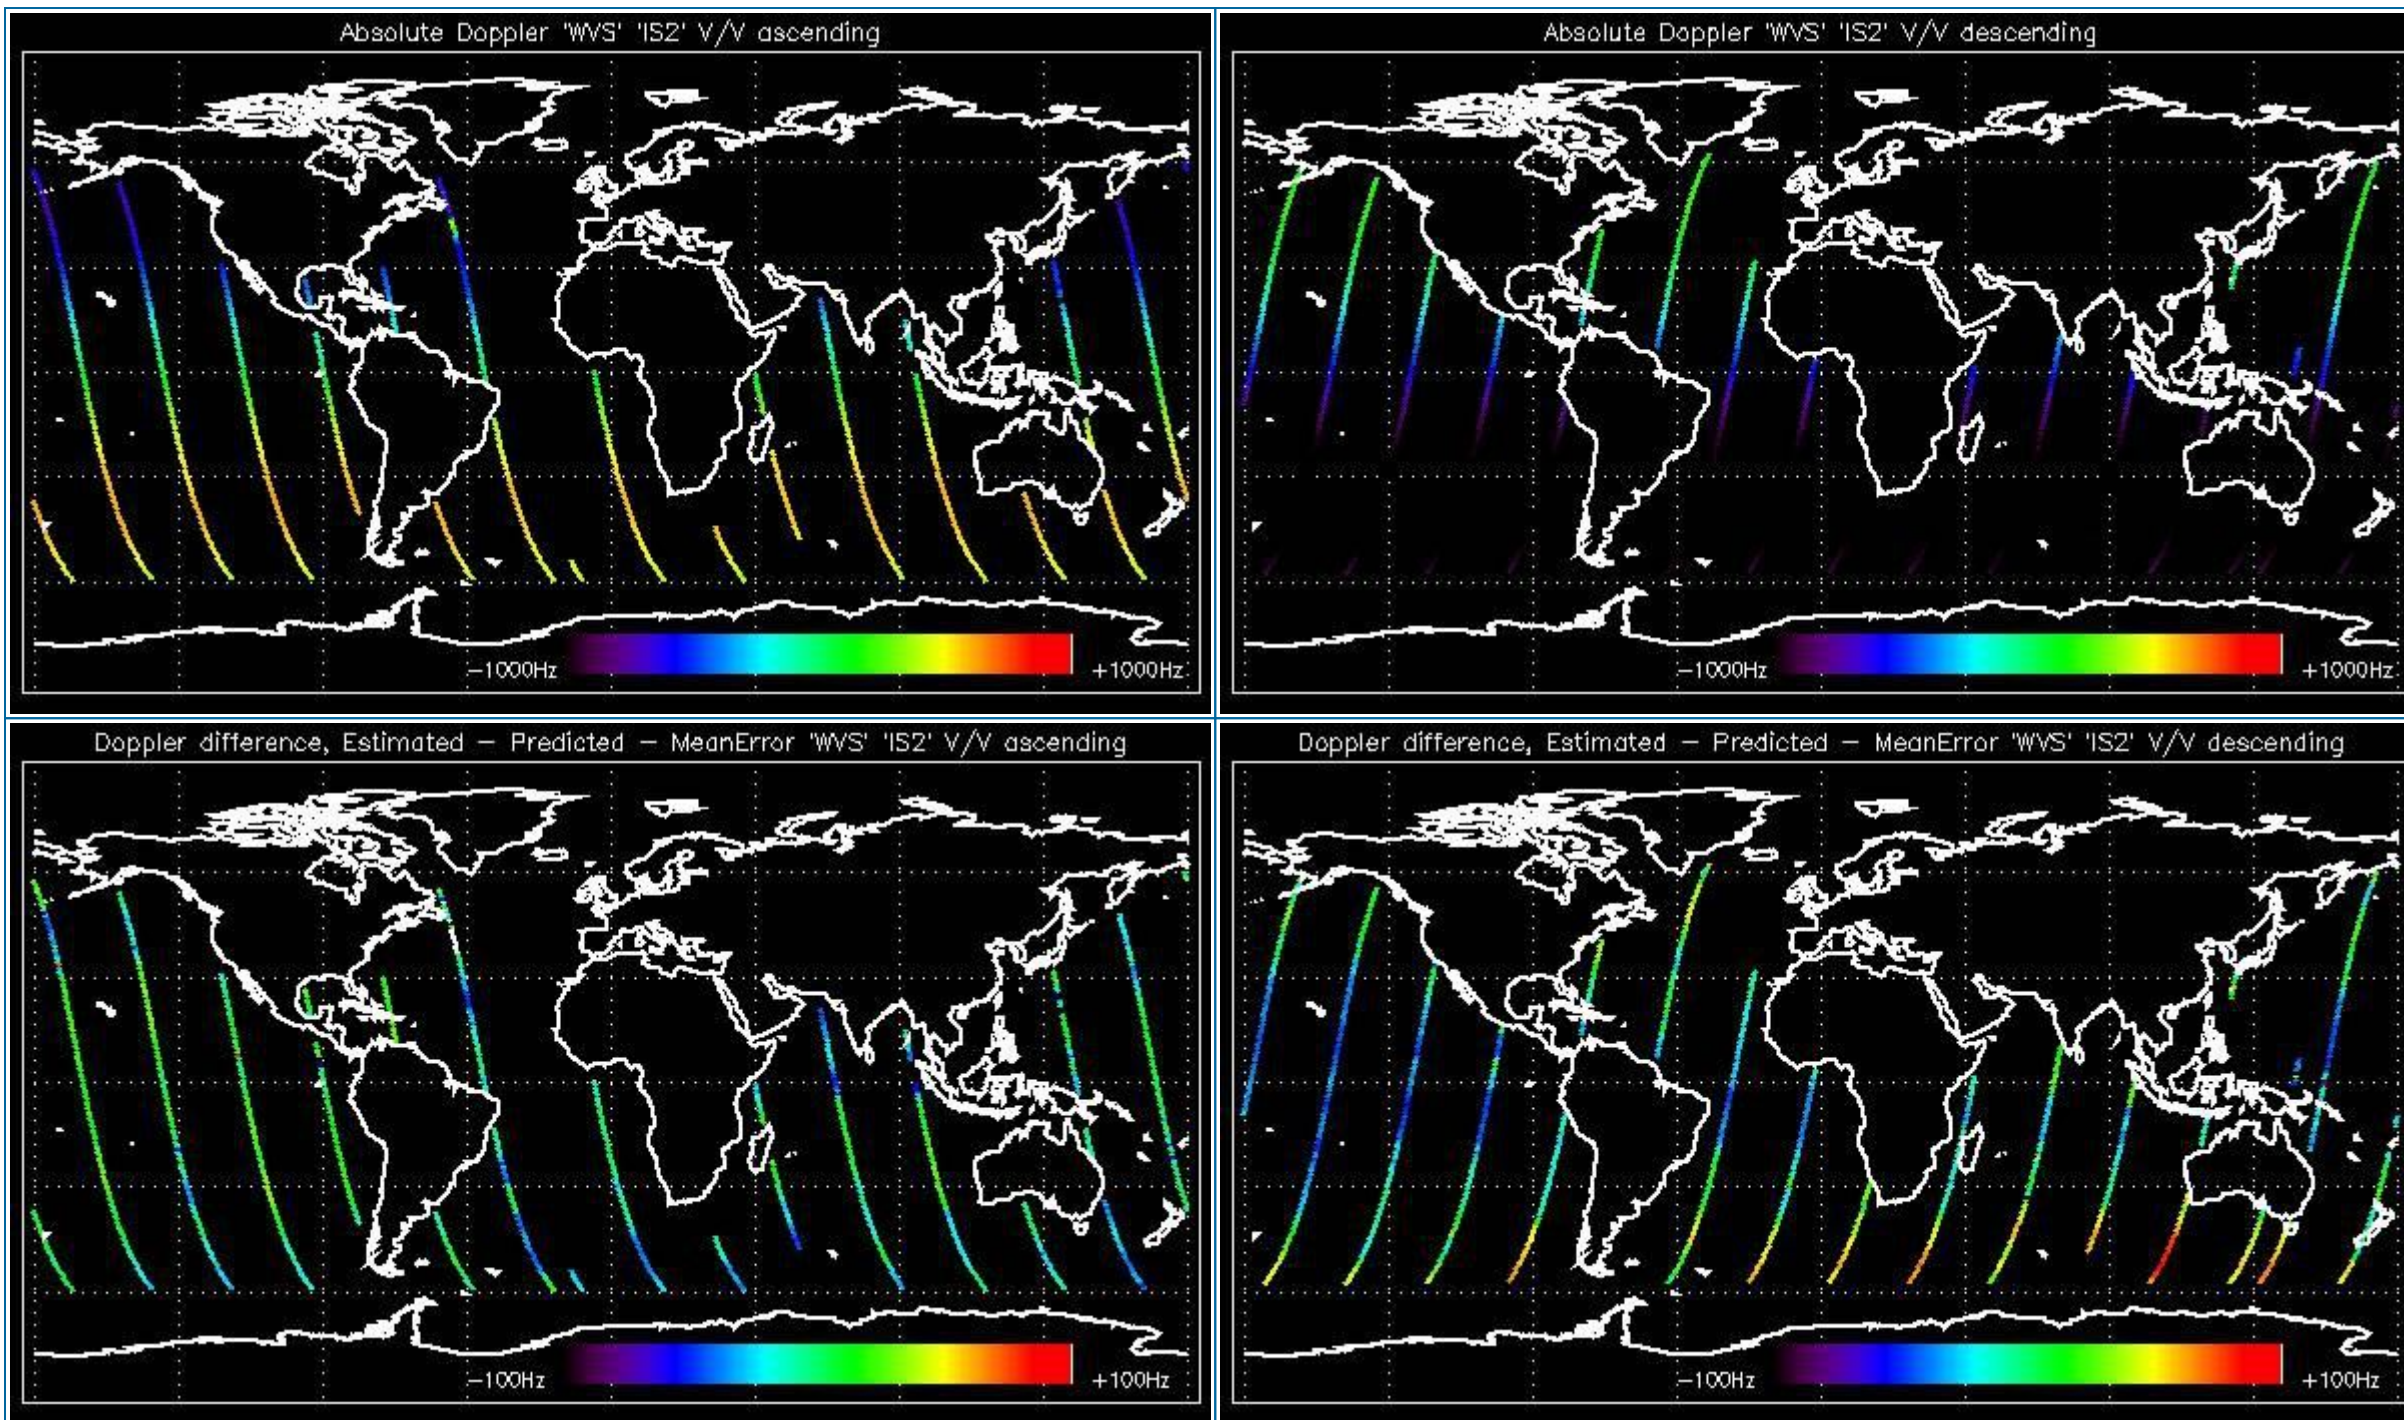 Absolute Doppler 'WVS' 'IS2' V/V ascending
-1000Hz
+1000Hz
Absolute Doppler 'WVS' 'IS2' V/V descending
-1000Hz
+1000Hz
Doppler difference, Estimated - Predicted - MeanError 'WVS' 'IS2' V/V ascending
-100Hz
+100Hz
Doppler difference, Estimated - Predicted - MeanError 'WVS' 'IS2' V/V descending
-100Hz
+100Hz